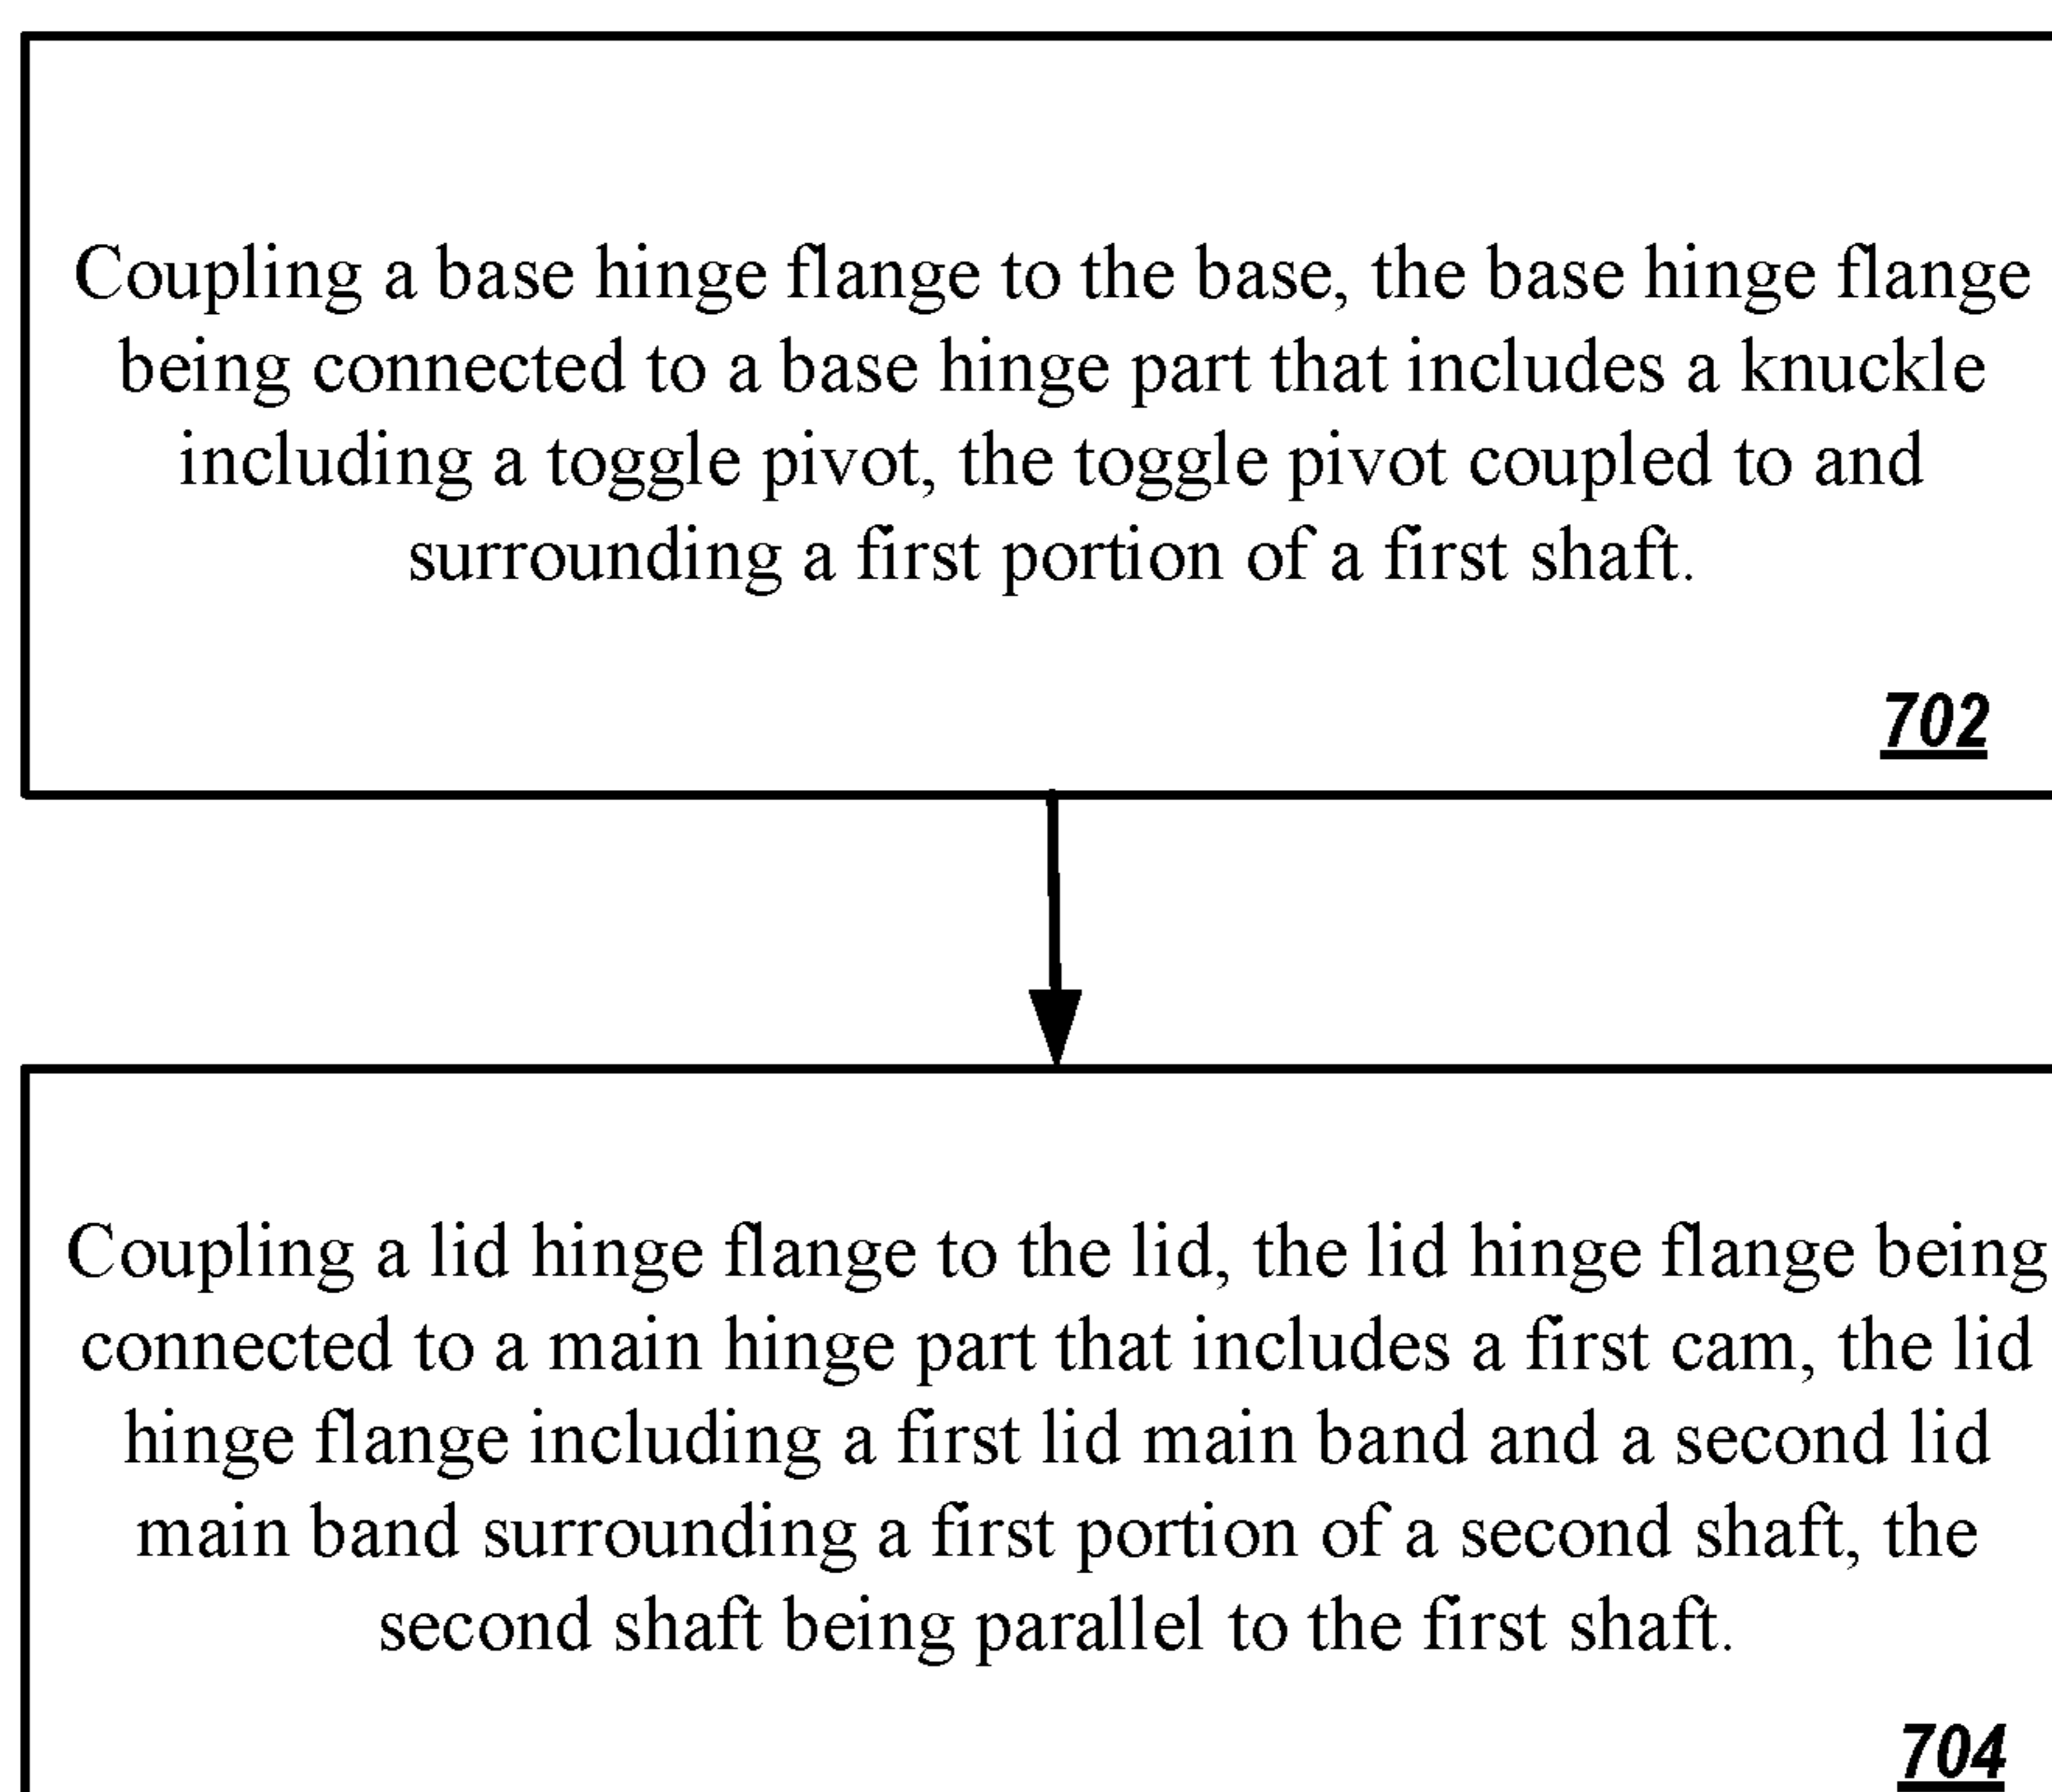 Coupling a base hinge flange to the base, the base hinge flange
being connected to a base hinge part that includes a knuckle
including a toggle pivot, the toggle pivot coupled to and
surrounding a first portion of a first shaft.
702
Coupling a lid hinge flange to the lid, the lid hinge flange being
connected to a main hinge part that includes a first cam, the lid
hinge flange including a first lid main band and a second lid
main band surrounding a first portion of a second shaft, the
second shaft being parallel to the first shaft.
704